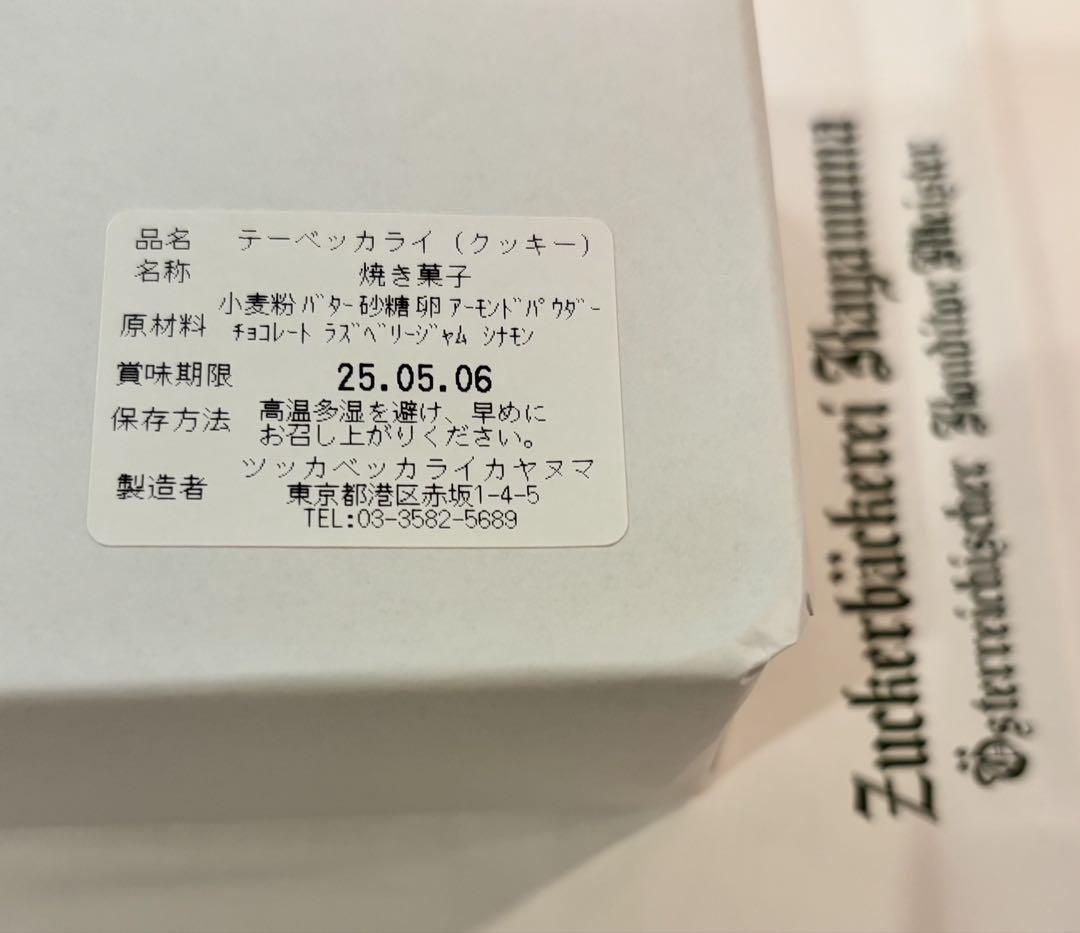 品名 テーベッカライ（クッキー）
名称 焼き菓子
原材料 小麦粉 ﾊﾞﾀｰ 砂糖 卵 ｱｰﾓﾝﾄﾞﾊﾟｳﾀﾞｰ
ﾁｮｺﾚｰﾄ ﾗｽﾞﾍﾞﾘｰｼﾞｬﾑ ｼﾅﾓﾝ
賞味期限 25.05.06
保存方法 高温多湿を避け、早めに
お召し上がりください。
製造者 ツッカベッカライカヤヌマ
東京都港区赤坂1-4-5
TEL:03-3582-5689
Zuckerbäckerei Kayanuma
Österreichischer Konditor Meister